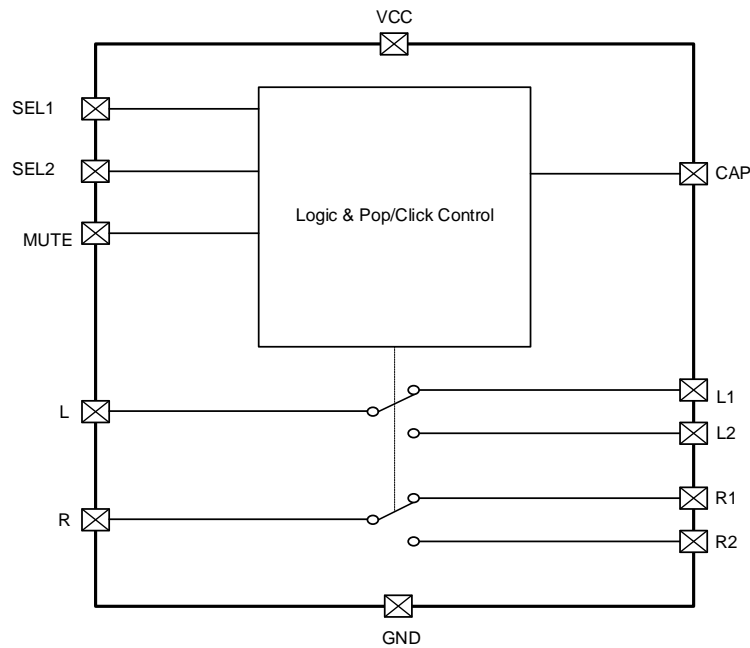 VCC
SEL1
SEL2
CAP
MUTE
Logic & Pop/Click Control
L
L1
L2
R
R1
R2
GND